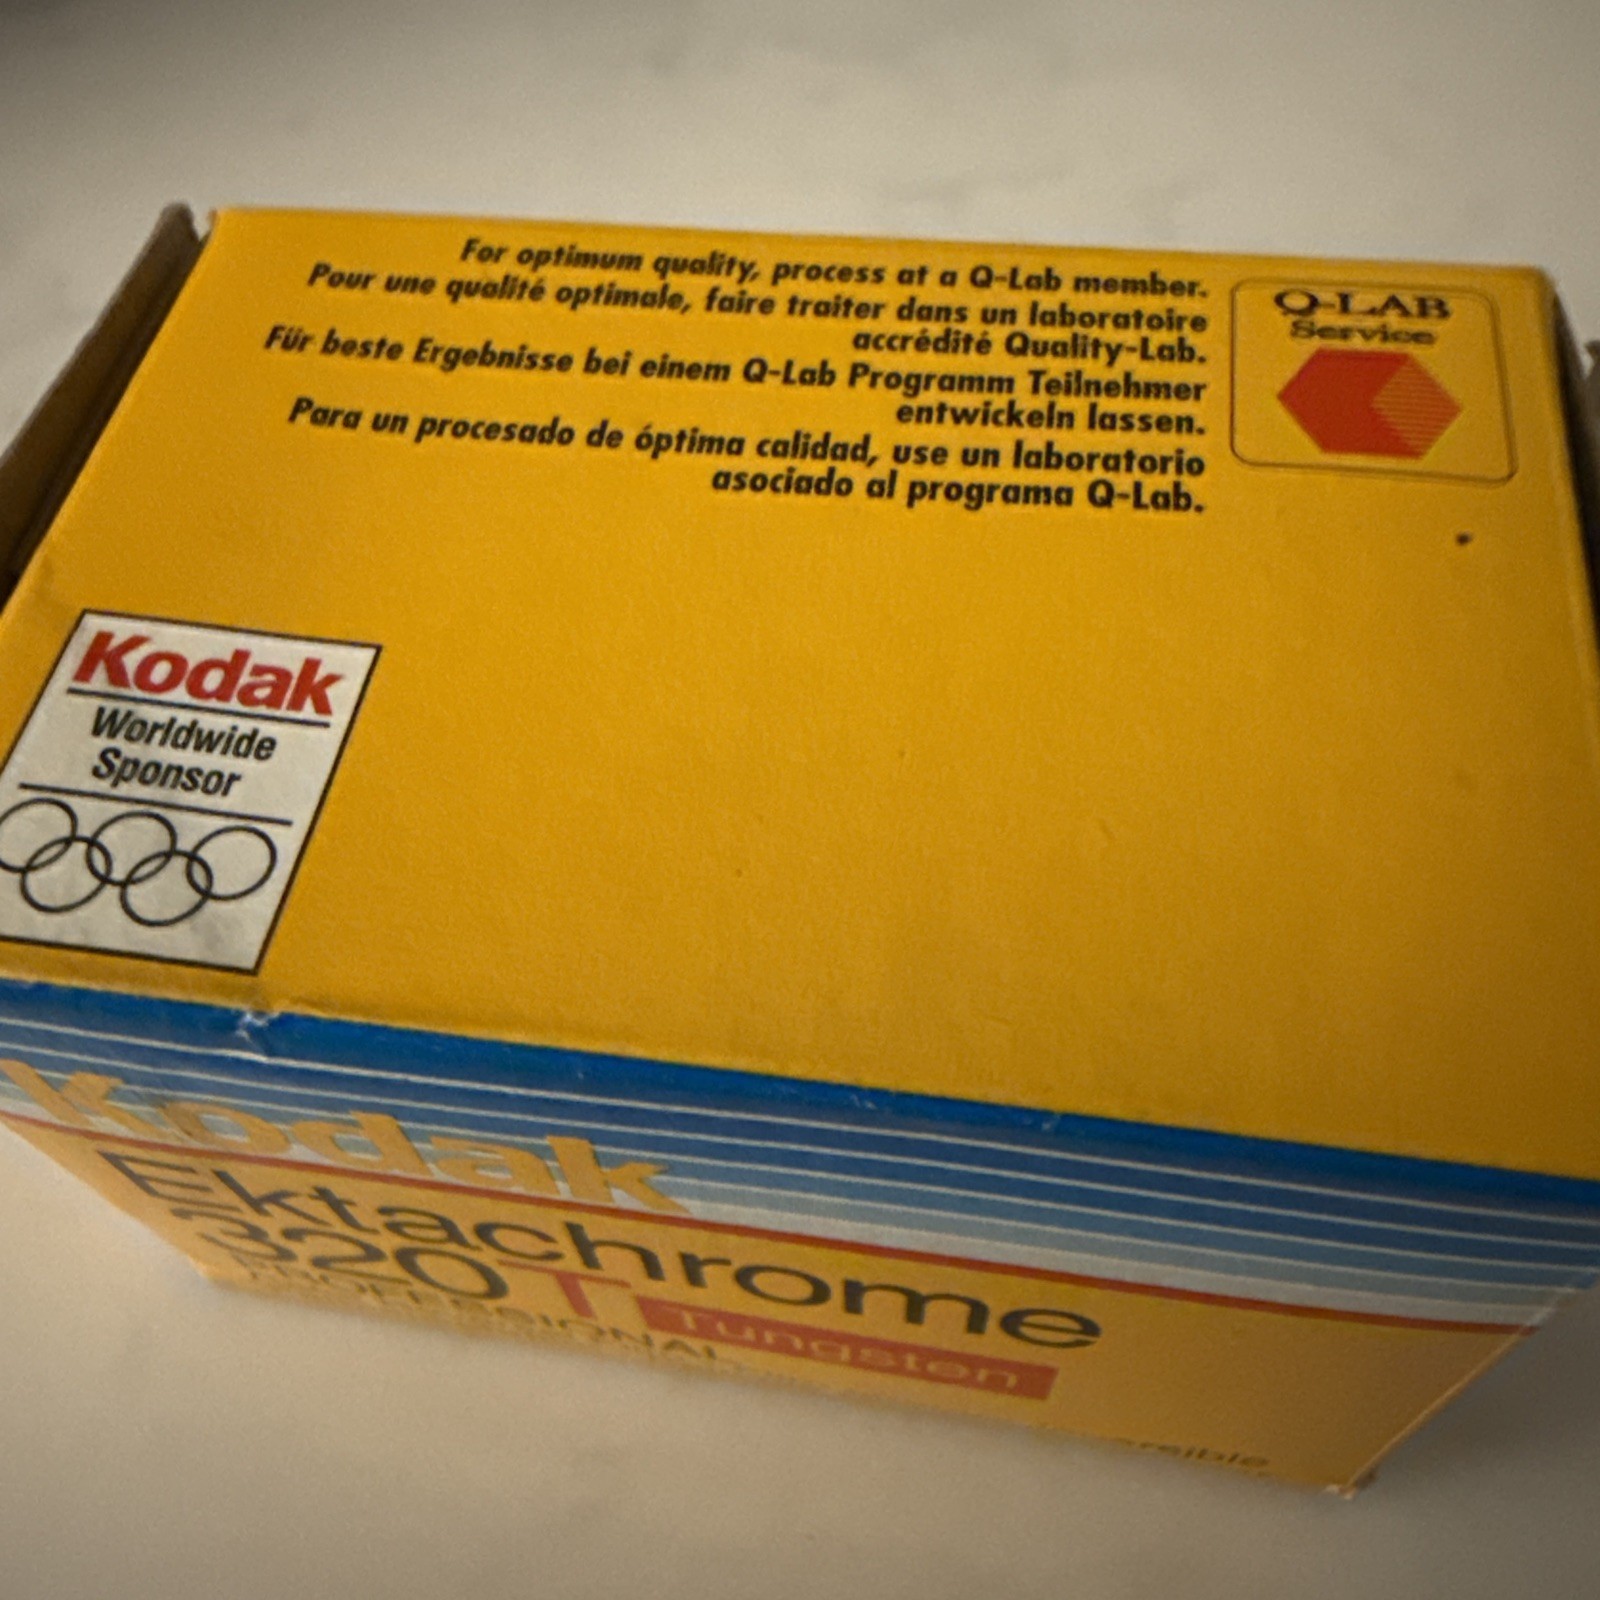 For optimum quality, process at a Q-Lab member.
Pour une qualité optimale, faire traiter dans un laboratoire
accrédité Quality-Lab.
Für beste Ergebnisse bei einem Q-Lab Programm Teilnehmer
entwickeln lassen.
Para un procesado de óptima calidad, use un laboratorio
asociado al programa Q-Lab.
Q-LAB
Service
Kodak
Worldwide
Sponsor
Kodak
Ektachrome
320 T Tungsten
PROFESSIONAL